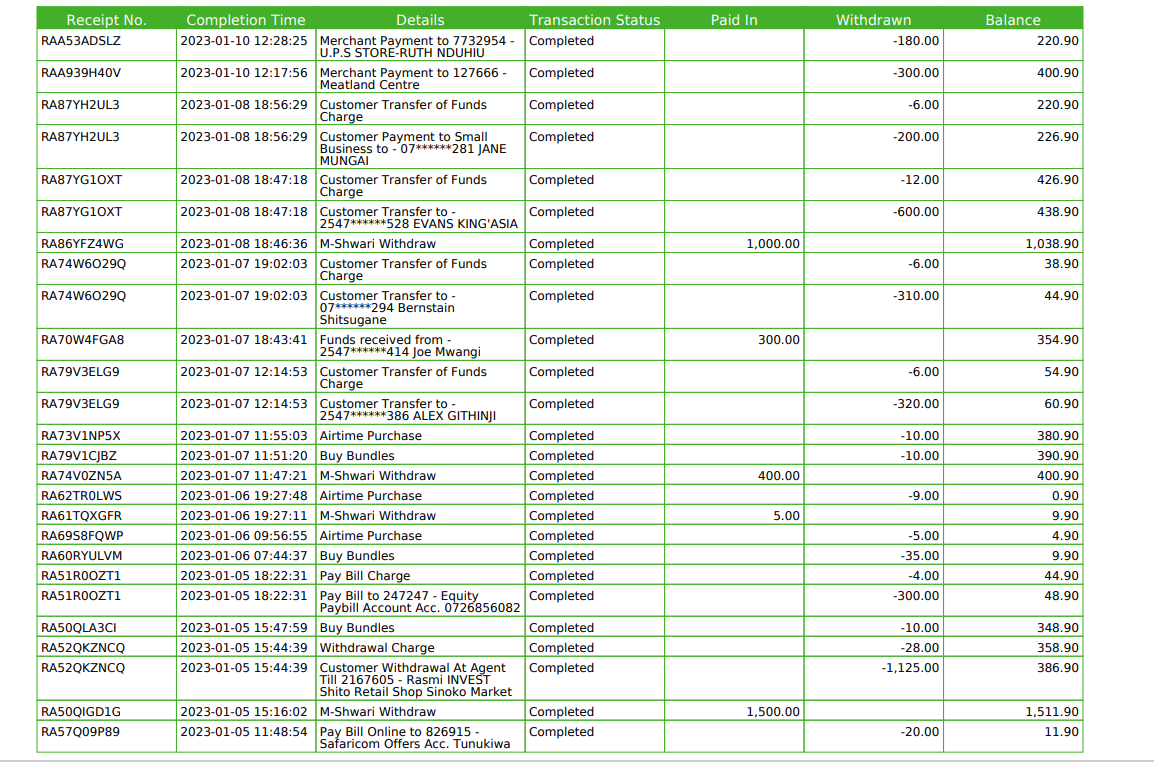 Receipt No. Completion Time Details Transaction Status Paid In Withdrawn Balance
RAA53ADSLZ 2023-01-10 12:28:25 Merchant Payment to 7732954 - Completed -180.00 220.90
U.P.S STORE-RUTH NDUHIU
RAA939H40V 2023-01-10 12:17:56 Merchant Payment to 127666 - Completed -300.00 400.90
Meatland Centre
RA87YH2UL3 2023-01-08 18:56:29 Customer Transfer of Funds Completed -6.00 220.90
Charge
RA87YH2UL3 2023-01-08 18:56:29 Customer Payment to Small Completed -200.00 226.90
Business to - 07******281 JANE
MUNGAI
RA87YG1OXT 2023-01-08 18:47:18 Customer Transfer of Funds Completed -12.00 426.90
Charge
RA87YG1OXT 2023-01-08 18:47:18 Customer Transfer to - Completed -600.00 438.90
2547******528 EVANS KING'ASIA
RA86YFZ4WG 2023-01-08 18:46:36 M-Shwari Withdraw Completed 1,000.00 1,038.90
RA74W6O29Q 2023-01-07 19:02:03 Customer Transfer of Funds Completed -6.00 38.90
Charge
RA74W6O29Q 2023-01-07 19:02:03 Customer Transfer to - Completed -310.00 44.90
07******294 Bernstain
Shitsugane
RA70W4FGA8 2023-01-07 18:43:41 Funds received from - Completed 300.00 354.90
2547******414 Joe Mwangi
RA79V3ELG9 2023-01-07 12:14:53 Customer Transfer of Funds Completed -6.00 54.90
Charge
RA79V3ELG9 2023-01-07 12:14:53 Customer Transfer to - Completed -320.00 60.90
2547******386 ALEX GITHINJI
RA73V1NP5X 2023-01-07 11:55:03 Airtime Purchase Completed -10.00 380.90
RA79V1CJBZ 2023-01-07 11:51:20 Buy Bundles Completed -10.00 390.90
RA74V0ZN5A 2023-01-07 11:47:21 M-Shwari Withdraw Completed 400.00 400.90
RA62TR0LWS 2023-01-06 19:27:48 Airtime Purchase Completed -9.00 0.90
RA61TQXGFR 2023-01-06 19:27:11 M-Shwari Withdraw Completed 5.00 9.90
RA69S8FQWP 2023-01-06 09:56:55 Airtime Purchase Completed -5.00 4.90
RA60RYULVM 2023-01-06 07:44:37 Buy Bundles Completed -35.00 9.90
RA51R0OZT1 2023-01-05 18:22:31 Pay Bill Charge Completed -4.00 44.90
RA51R0OZT1 2023-01-05 18:22:31 Pay Bill to 247247 - Equity Completed -300.00 48.90
Paybill Account Acc. 0726856082
RA50QLA3CI 2023-01-05 15:47:59 Buy Bundles Completed -10.00 348.90
RA52QKZNCQ 2023-01-05 15:44:39 Withdrawal Charge Completed -28.00 358.90
RA52QKZNCQ 2023-01-05 15:44:39 Customer Withdrawal At Agent Completed -1,125.00 386.90
Till 2167605 - Rasmi INVEST
Shito Retail Shop Sinoko Market
RA50QIGD1G 2023-01-05 15:16:02 M-Shwari Withdraw Completed 1,500.00 1,511.90
RA57Q09P89 2023-01-05 11:48:54 Pay Bill Online to 826915 - Completed -20.00 11.90
Safaricom Offers Acc. Tunukiwa